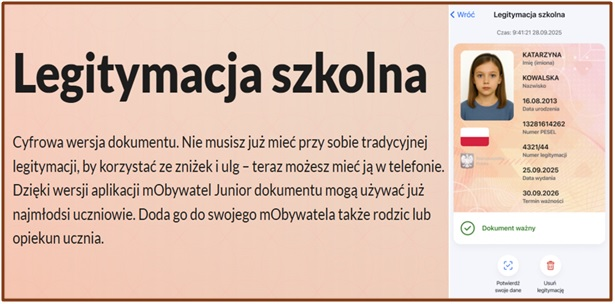 Legitymacja szkolna
Cyfrowa wersja dokumentu. Nie musisz już mieć przy sobie tradycyjnej
legitymacji, by korzystać ze zniżek i ulg – teraz możesz mieć ją w telefonie.
Dzięki wersji aplikacji mObywatel Junior dokumentu mogą używać już
najmłodsi uczniowie. Doda go do swojego mObywatela także rodzic lub
opiekun ucznia.
Wróć
Legitymacja szkolna
Czas: 9:41:21 28.09.2025
KATARZYNA
Imię (imiona)
KOWALSKA
Nazwisko
16.08.2013
Data urodzenia
13281614262
Numer PESEL
4321/44
Numer legitymacji
25.09.2025
Data wydania
30.09.2026
Termin ważności
Dokument ważny
Potwierdź
swoje dane
Usuń
legitymację